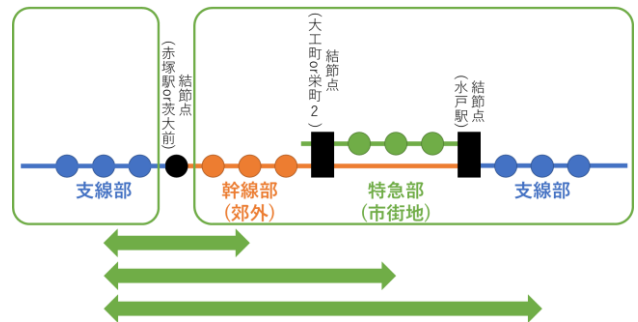 結節点
(赤塚駅or茨大前)
結節点
(大工町or栄町2)
結節点
(水戸駅)
支線部
幹線部
(郊外)
特急部
(市街地)
支線部